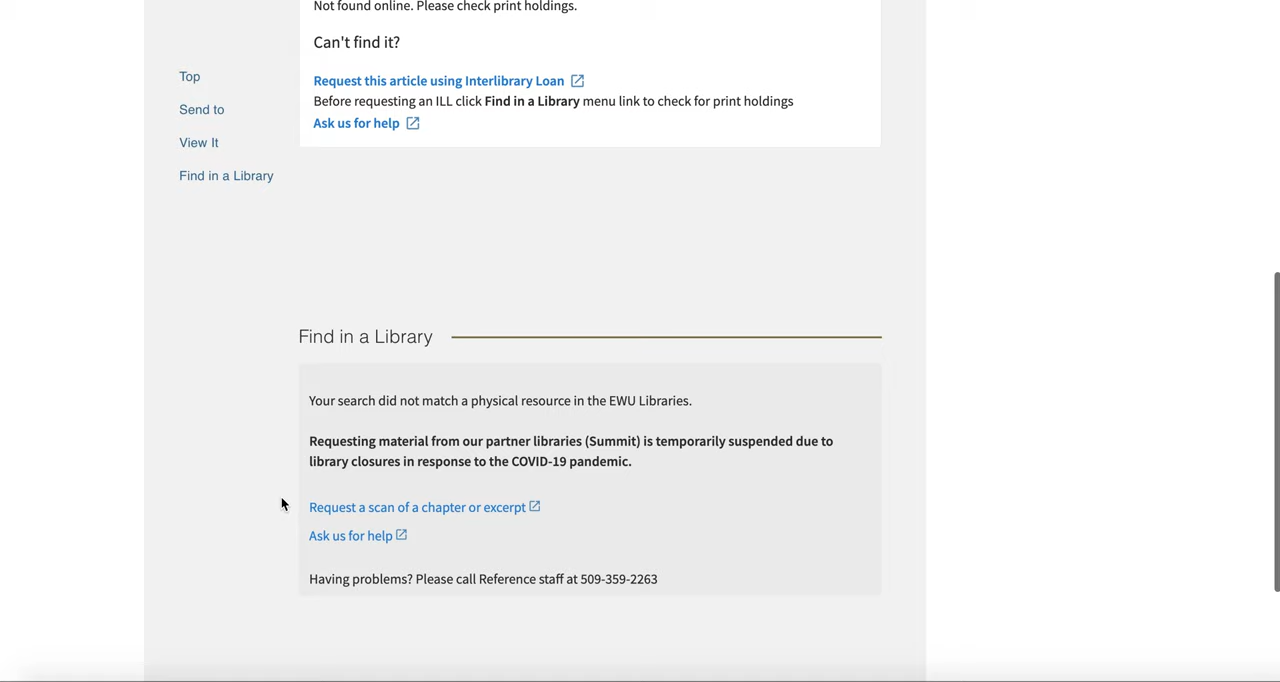 Not found online. Please check print holdings.
Can't find it?
Top
Request this article using Interlibrary Loan
Before requesting an ILL click Find in a Library menu link to check for print holdings
Send to
Ask us for help
View It
Find in a Library
Find in a Library
Your search did not match a physical resource in the EWU Libraries.
Requesting material from our partner libraries (Summit) is temporarily suspended due to
library closures in response to the COVID-19 pandemic.
Request a scan of a chapter or excerpt
Ask us for help
Having problems? Please call Reference staff at 509-359-2263